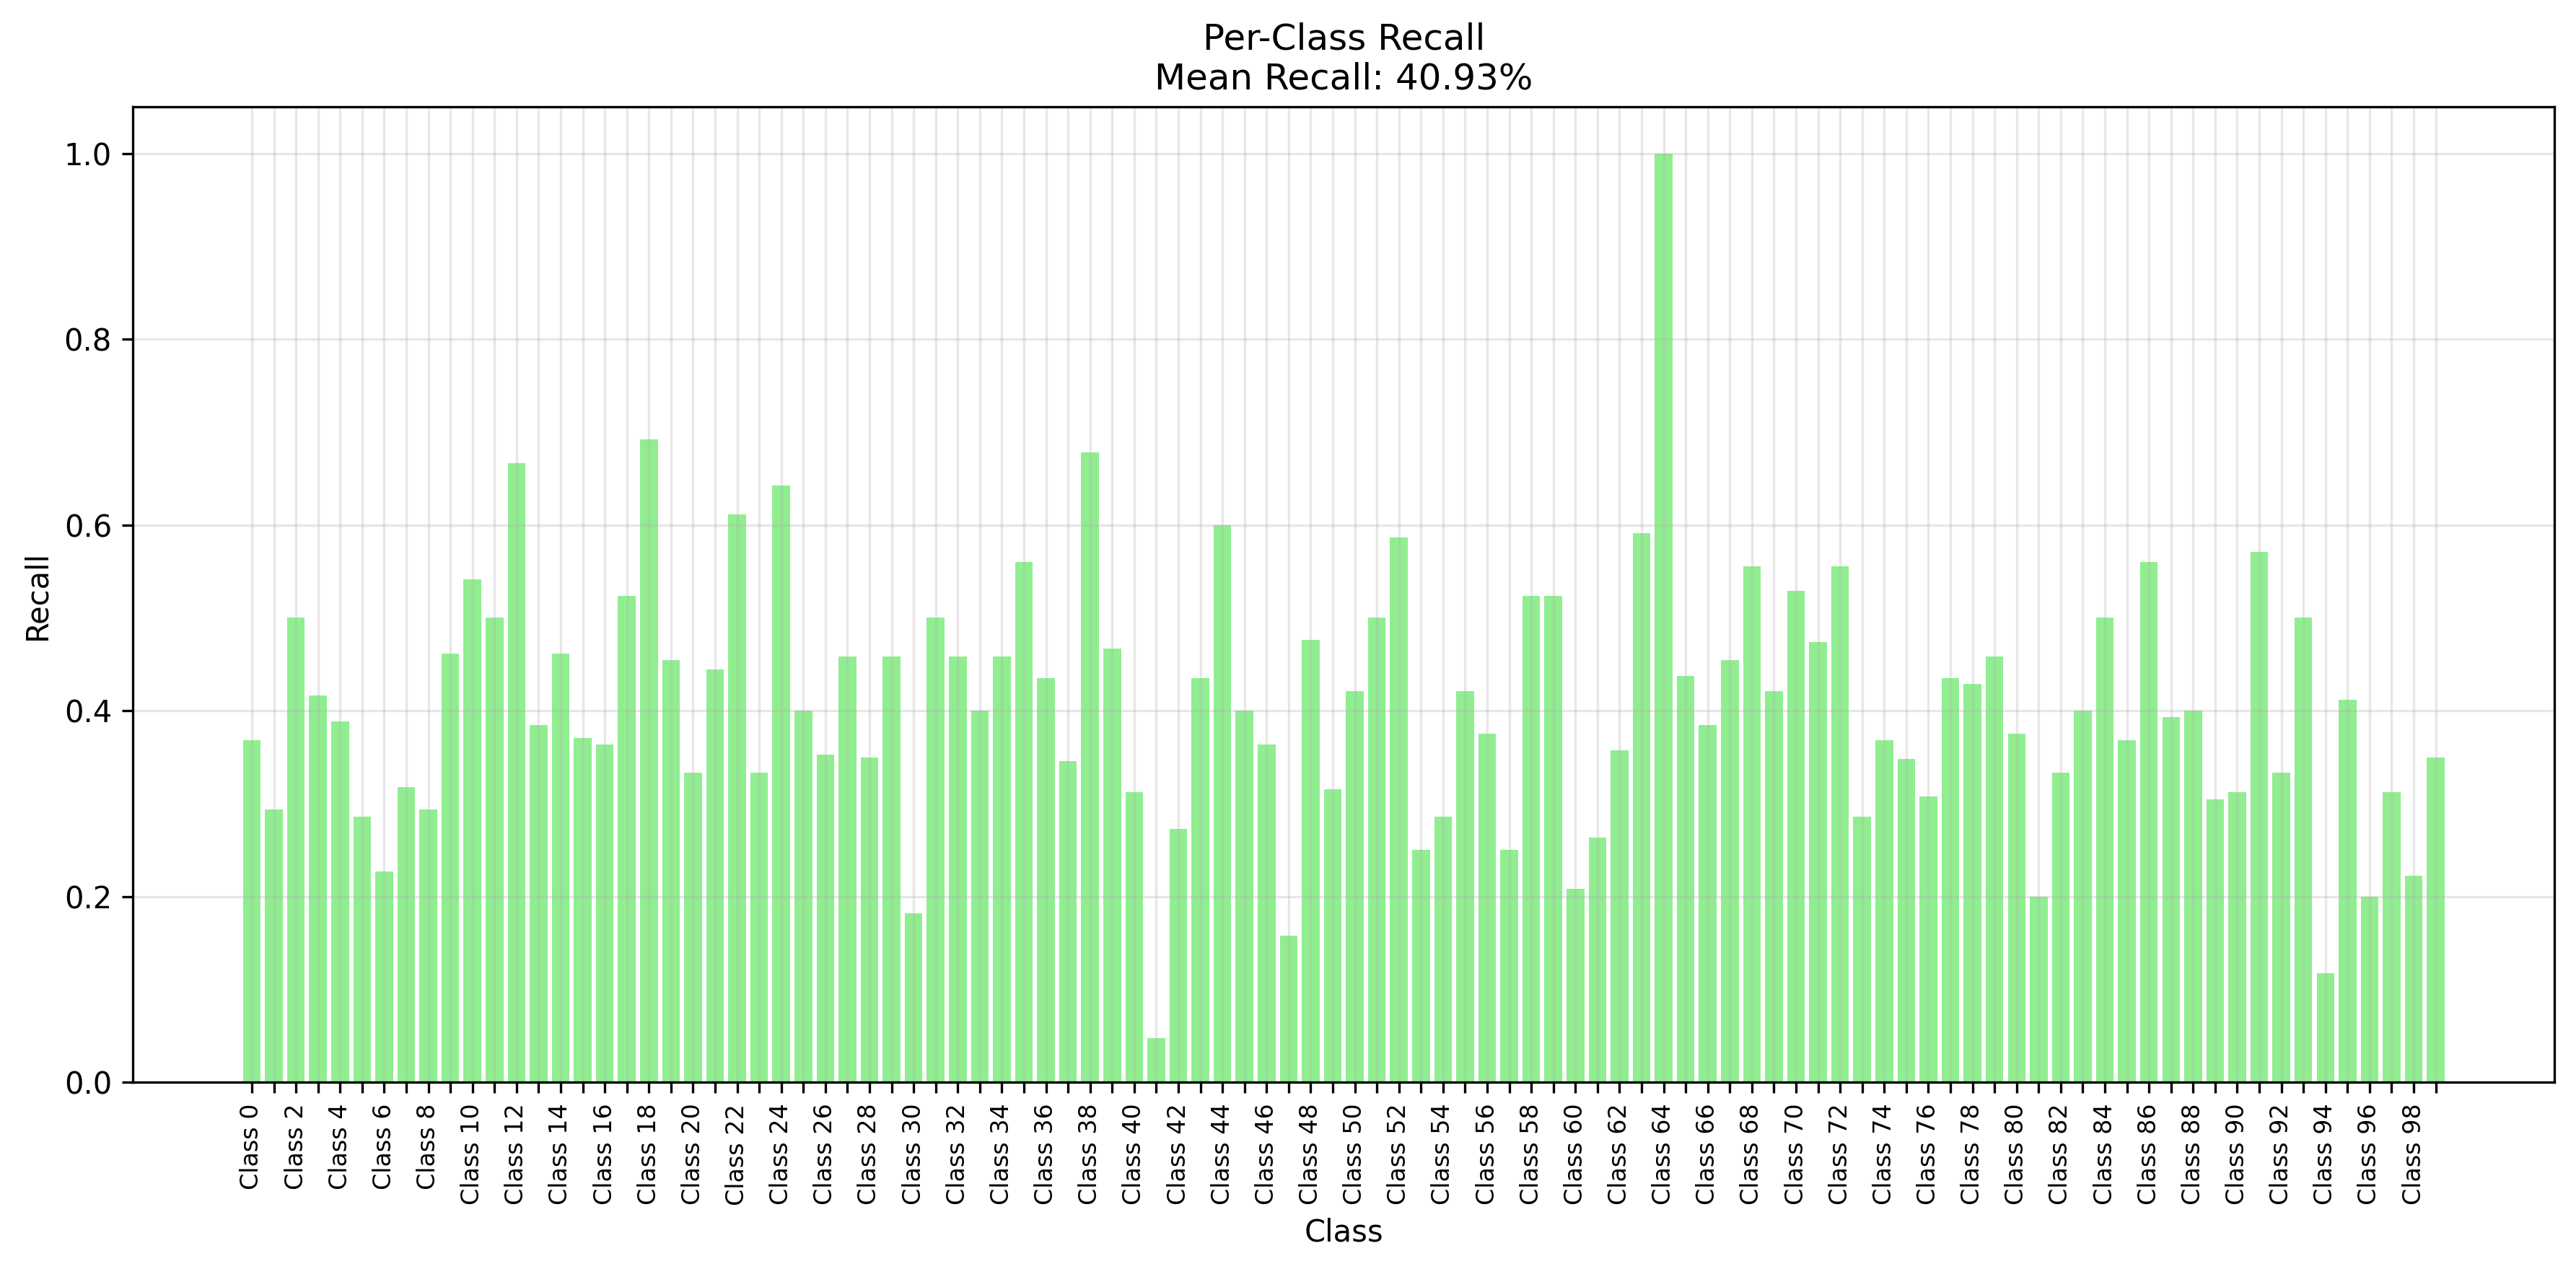 Per-Class Recall
Mean Recall: 40.93%
Recall
1.0
0.8
0.6
0.4
0.2
0.0
Class 0
Class 2
Class 4
Class 6
Class 8
Class 10
Class 12
Class 14
Class 16
Class 18
Class 20
Class 22
Class 24
Class 26
Class 28
Class 30
Class 32
Class 34
Class 36
Class 38
Class 40
Class 42
Class 44
Class 46
Class 48
Class 50
Class 52
Class 54
Class 56
Class 58
Class 60
Class 62
Class 64
Class 66
Class 68
Class 70
Class 72
Class 74
Class 76
Class 78
Class 80
Class 82
Class 84
Class 86
Class 88
Class 90
Class 92
Class 94
Class 96
Class 98
Class